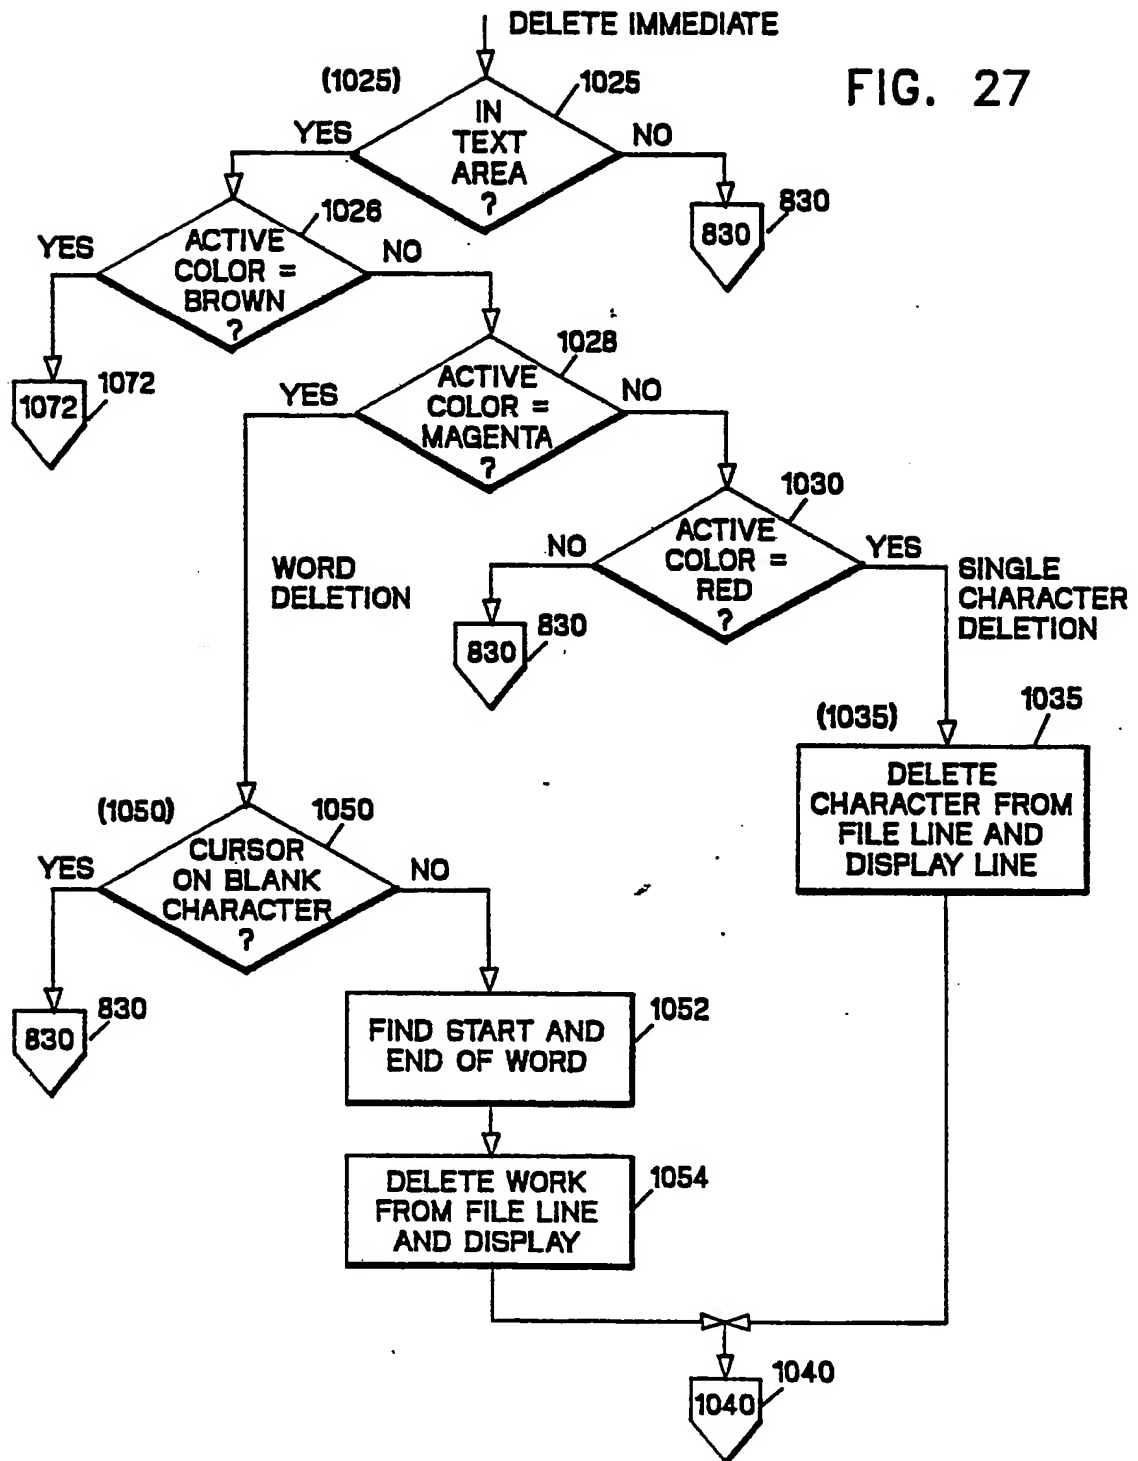 DELETE IMMEDIATE
FIG. 27
(1025)
1025
IN
TEXT
AREA
?
YES
NO
830
830
1026
ACTIVE
COLOR =
BROWN
?
YES
NO
1072
1072
1028
ACTIVE
COLOR =
MAGENTA
?
YES
NO
1030
ACTIVE
COLOR =
RED
?
NO
YES
WORD
DELETION
SINGLE
CHARACTER
DELETION
830
830
(1035)
1035
DELETE
CHARACTER FROM
FILE LINE AND
DISPLAY LINE
(1050)
1050
CURSOR
ON BLANK
CHARACTER
?
YES
NO
830
830
FIND START AND
END OF WORD
1052
DELETE WORK
FROM FILE LINE
AND DISPLAY
1054
1040
1040